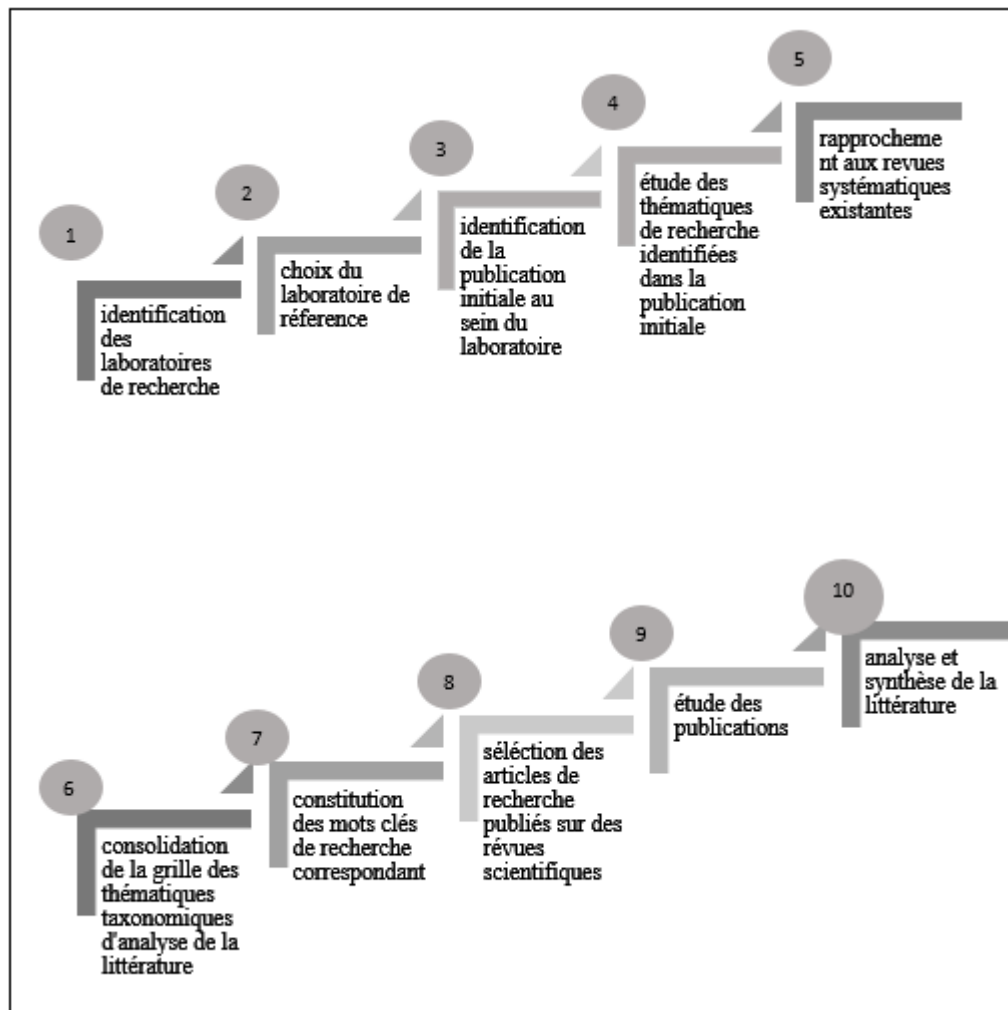 1
identification
des
laboratoires
de recherche
2
choix du
laboratoire de
réference
3
identification
de la
publication
initiale au
sein du
laboratoire
4
étude des
thématiques
de recherche
identifiées
dans la
publication
initiale
5
rapprocheme
nt aux revues
systématiques
existantes
6
consolidation
de la grille des
thématiques
taxonomiques
d'analyse de la
littérature
7
constitution
des mots clés
de recherche
correspondant
8
séléction des
articles de
recherche
publiés sur des
révues
scientifiques
9
étude des
publications
10
analyse et
synthèse de la
littérature